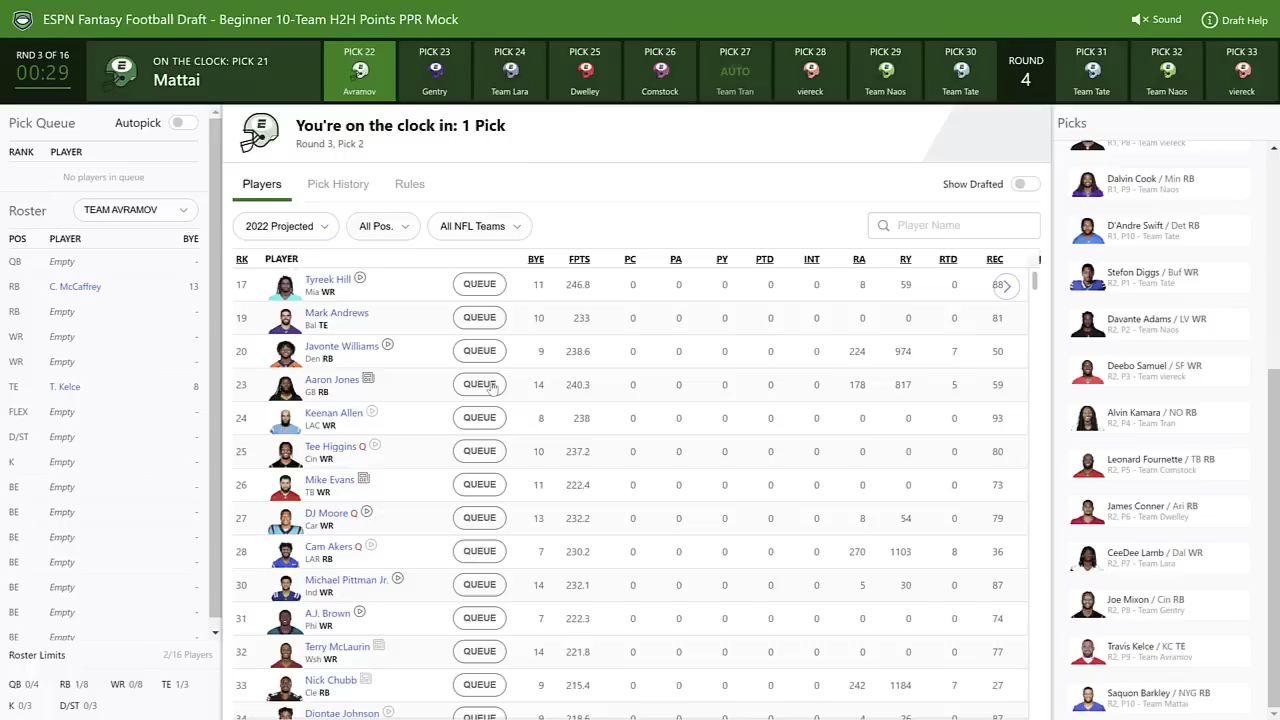 ESPN Fantasy Football Draft - Beginner 10-Team H2H Points PPR Mock
Sound
Draft Help
RND 3 OF 16
00:29
ON THE CLOCK: PICK 21
Mattai
PICK 22
Avramov
PICK 23
Gentry
PICK 24
Team Lara
PICK 25
Dwelley
PICK 26
Comstock
PICK 27
AUTO
Team Tran
PICK 28
viereck
PICK 29
Team Naos
PICK 30
Team Tate
ROUND
4
PICK 31
Team Tate
PICK 32
Team Naos
PICK 33
viereck
Pick Queue
Autopick
RANK PLAYER
No players in queue
Roster
TEAM AVRAMOV
POS PLAYER BYE
QB Empty -
RB C. McCaffrey 13
RB Empty -
WR Empty -
WR Empty -
TE T. Kelce 8
FLEX Empty -
D/ST Empty -
K Empty -
BE Empty -
BE Empty -
BE Empty -
BE Empty -
BE Empty -
BE Empty -
BE Empty -
Roster Limits 2/16 Players
QB 0/4 RB 1/8 WR 0/8 TE 1/3
K 0/3 D/ST 0/3
You're on the clock in: 1 Pick
Round 3, Pick 2
Players Pick History Rules
Show Drafted
2022 Projected All Pos. All NFL Teams
Player Name
RK PLAYER BYE FPTS PC PA PY PTD INT RA RY RTD REC
17 Tyreek Hill Mia WR QUEUE 11 246.8 0 0 0 0 0 8 59 0 88
19 Mark Andrews Bal TE QUEUE 10 233 0 0 0 0 0 0 0 0 81
20 Javonte Williams Den RB QUEUE 9 238.6 0 0 0 0 0 224 974 7 50
23 Aaron Jones GB RB QUEUE 14 240.3 0 0 0 0 0 178 817 5 59
24 Keenan Allen LAC WR QUEUE 8 238 0 0 0 0 0 0 0 0 93
25 Tee Higgins Q Cin WR QUEUE 10 237.2 0 0 0 0 0 0 0 0 80
26 Mike Evans TB WR QUEUE 11 222.4 0 0 0 0 0 0 0 0 73
27 DJ Moore Q Car WR QUEUE 13 232.2 0 0 0 0 0 8 54 0 79
28 Cam Akers Q LAR RB QUEUE 7 230.2 0 0 0 0 0 270 1103 8 36
30 Michael Pittman Jr. Ind WR QUEUE 14 232.1 0 0 0 0 0 5 30 0 87
31 A.J. Brown Phi WR QUEUE 7 222.3 0 0 0 0 0 0 0 0 74
32 Terry McLaurin Wsh WR QUEUE 14 221.8 0 0 0 0 0 0 0 0 77
33 Nick Chubb Cle RB QUEUE 9 215.4 0 0 0 0 0 242 1184 7 27
34 Diontae Johnson QUEUE 9 218.6 0 0 0 0 0 4 26 0 87
Picks
R1, P8 - Team viereck
Dalvin Cook / Min RB
R1, P9 - Team Naos
D'Andre Swift / Det RB
R1, P10 - Team Tate
Stefon Diggs / Buf WR
R2, P1 - Team Tate
Davante Adams / LV WR
R2, P2 - Team Naos
Deebo Samuel / SF WR
R2, P3 - Team viereck
Alvin Kamara / NO RB
R2, P4 - Team Tran
Leonard Fournette / TB RB
R2, P5 - Team Comstock
James Conner / Ari RB
R2, P6 - Team Dwelley
CeeDee Lamb / Dal WR
R2, P7 - Team Lara
Joe Mixon / Cin RB
R2, P8 - Team Gentry
Travis Kelce / KC TE
R2, P9 - Team Avramov
Saquon Barkley / NYG RB
R2, P10 - Team Mattai